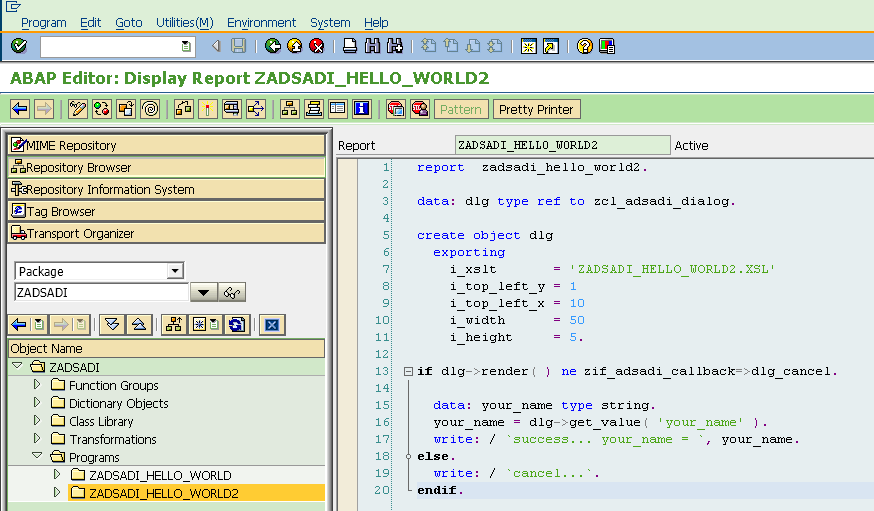 Program Edit Goto Utilities(M) Environment System Help
ABAP Editor: Display Report ZADSADI_HELLO_WORLD2
Pattern Pretty Printer
MIME Repository
Repository Browser
Repository Information System
Tag Browser
Transport Organizer
Package
ZADSADI
Object Name
ZADSADI
Function Groups
Dictionary Objects
Class Library
Transformations
Programs
ZADSADI_HELLO_WORLD
ZADSADI_HELLO_WORLD2
Report ZADSADI_HELLO_WORLD2 Active
1 report zadsadi_hello_world2.
2
3 data: dlg type ref to zcl_adsadi_dialog.
4
5 create object dlg
6 exporting
7 i_xslt = 'ZADSADI_HELLO_WORLD2.XSL'
8 i_top_left_y = 1
9 i_top_left_x = 10
10 i_width = 50
11 i_height = 5.
12
13 if dlg->render( ) ne zif_adsadi_callback=>dlg_cancel.
14
15 data: your_name type string.
16 your_name = dlg->get_value( 'your_name' ).
17 write: / `success... your_name = `, your_name.
18 else.
19 write: / `cancel...`.
20 endif.